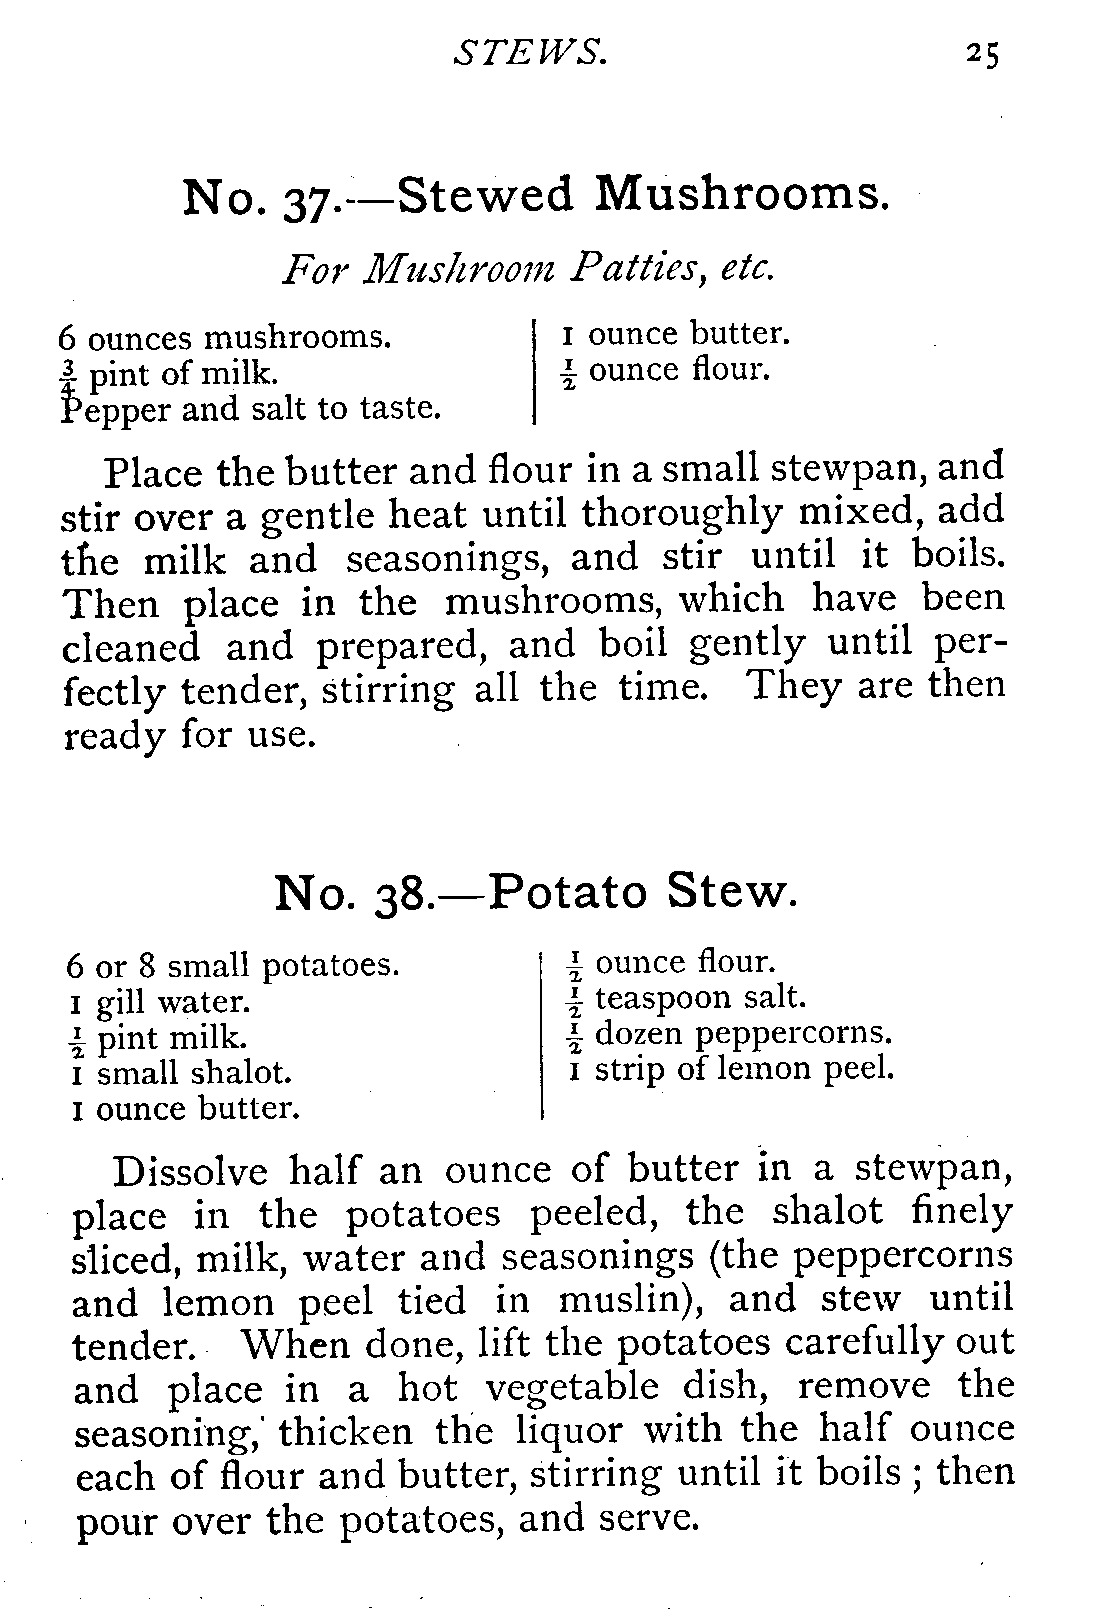 STEWS.
25
No. 37.—Stewed Mushrooms.
For Mushroom Patties, etc.
6 ounces mushrooms.
¾ pint of milk.
Pepper and salt to taste.
1 ounce butter.
½ ounce flour.
Place the butter and flour in a small stewpan, and
stir over a gentle heat until thoroughly mixed, add
the milk and seasonings, and stir until it boils.
Then place in the mushrooms, which have been
cleaned and prepared, and boil gently until per-
fectly tender, stirring all the time. They are then
ready for use.
No. 38.—Potato Stew.
6 or 8 small potatoes.
1 gill water.
½ pint milk.
1 small shalot.
1 ounce butter.
½ ounce flour.
½ teaspoon salt.
½ dozen peppercorns.
1 strip of lemon peel.
Dissolve half an ounce of butter in a stewpan,
place in the potatoes peeled, the shalot finely
sliced, milk, water and seasonings (the peppercorns
and lemon peel tied in muslin), and stew until
tender. When done, lift the potatoes carefully out
and place in a hot vegetable dish, remove the
seasoning, thicken the liquor with the half ounce
each of flour and butter, stirring until it boils ; then
pour over the potatoes, and serve.